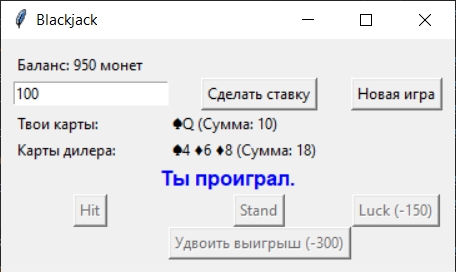 Blackjack
Баланс: 950 монет
100 Сделать ставку Новая игра
Твои карты: ♠Q (Сумма: 10)
Карты дилера: ♠4 ♦6 ♦8 (Сумма: 18)
Ты проиграл.
Hit Stand Luck (-150)
Удвоить выигрыш (-300)